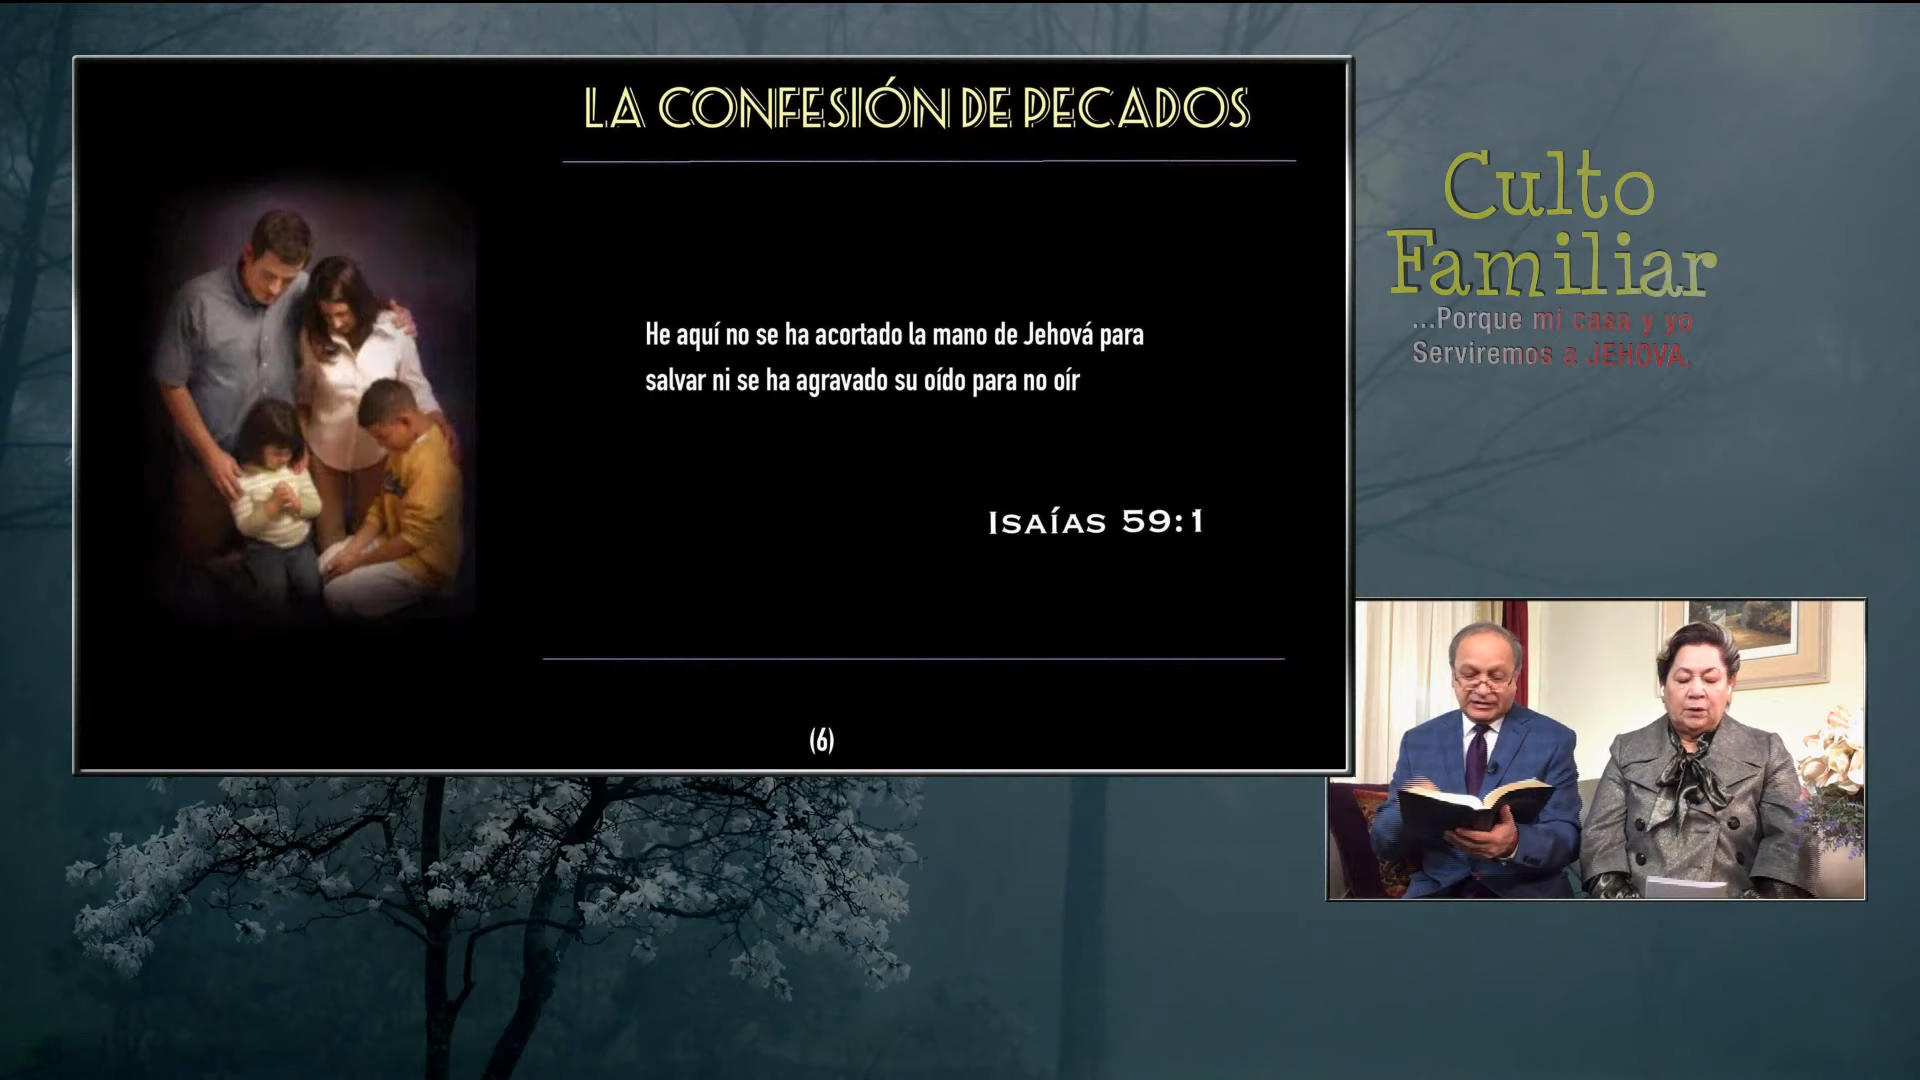 LA CONFESIÓN DE PECADOS
He aquí no se ha acortado la mano de Jehová para
salvar ni se ha agravado su oído para no oír
ISAÍAS 59:1
(6)
Culto
Familiar
...Porque mi casa y yo
Serviremos a JEHOVA.